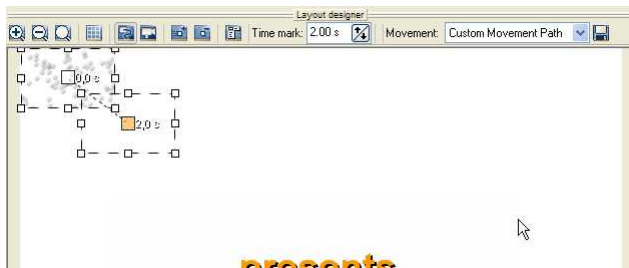 Layout designer
Time mark: 2.00 s Movement: Custom Movement Path
0,0 s
2,0 s
presents